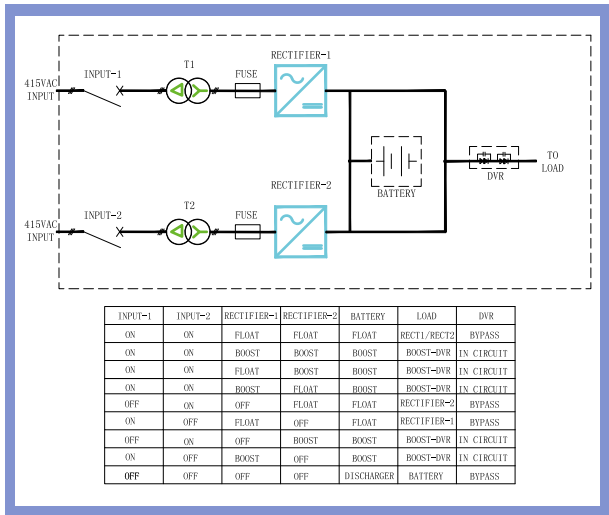 RECTIFIER-1
T1
INPUT-1
FUSE
415VAC
INPUT
TO
LOAD
DVR
BATTERY
RECTIFIER-2
T2
INPUT-2
FUSE
415VAC
INPUT
INPUT-1 INPUT-2 RECTIFIER-1 RECTIFIER-2 BATTERY LOAD DVR
ON ON FLOAT FLOAT FLOAT RECT1/RECT2 BYPASS
ON ON BOOST BOOST BOOST BOOST-DVR IN CIRCUIT
ON ON FLOAT BOOST BOOST BOOST-DVR IN CIRCUIT
ON ON BOOST FLOAT BOOST BOOST-DVR IN CIRCUIT
OFF ON OFF FLOAT FLOAT RECTIFIER-2 BYPASS
ON OFF FLOAT OFF FLOAT RECTIFIER-1 BYPASS
OFF ON OFF BOOST BOOST BOOST-DVR IN CIRCUIT
ON OFF BOOST OFF BOOST BOOST-DVR IN CIRCUIT
OFF OFF OFF OFF DISCHARGER BATTERY BYPASS